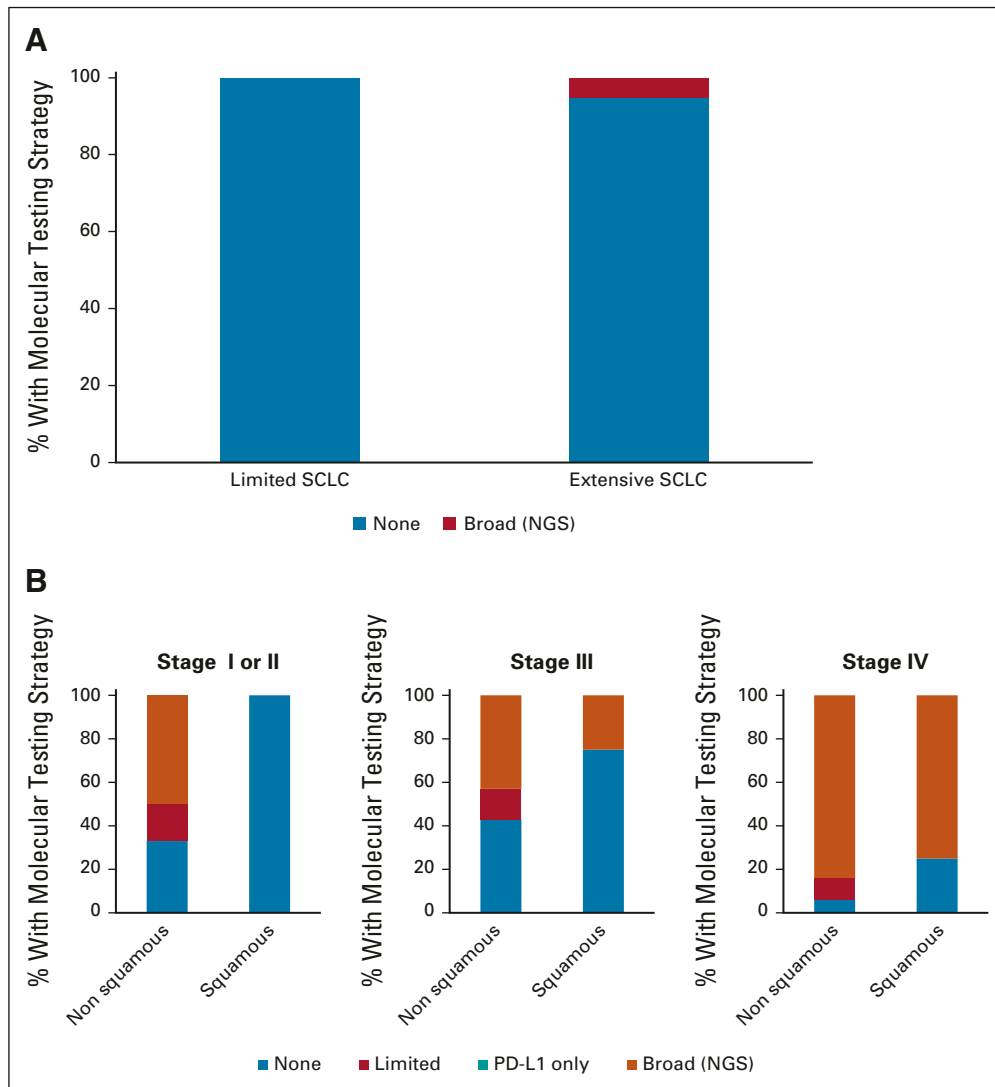 A
% With Molecular Testing Strategy
100
80
60
40
20
0
Limited SCLC
Extensive SCLC
None
Broad (NGS)
B
% With Molecular Testing Strategy
Stage I or II
100
80
60
40
20
0
Non squamous
Squamous
% With Molecular Testing Strategy
Stage III
100
80
60
40
20
0
Non squamous
Squamous
% With Molecular Testing Strategy
Stage IV
100
80
60
40
20
0
Non squamous
Squamous
None
Limited
PD-L1 only
Broad (NGS)